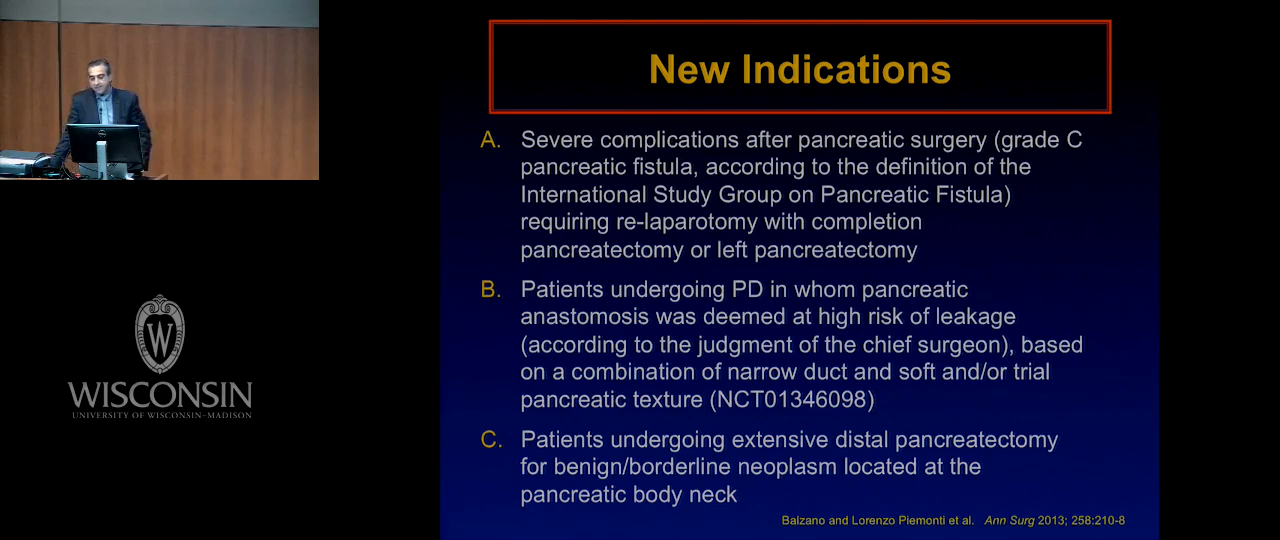 New Indications
A. Severe complications after pancreatic surgery (grade C
pancreatic fistula, according to the definition of the
International Study Group on Pancreatic Fistula)
requiring re-laparotomy with completion
pancreatectomy or left pancreatectomy
B. Patients undergoing PD in whom pancreatic
anastomosis was deemed at high risk of leakage
(according to the judgment of the chief surgeon), based
on a combination of narrow duct and soft and/or trial
pancreatic texture (NCT01346098)
C. Patients undergoing extensive distal pancreatectomy
for benign/borderline neoplasm located at the
pancreatic body neck
Balzano and Lorenzo Piemonti et al. Ann Surg 2013; 258:210-8
W
WISCONSIN
UNIVERSITY OF WISCONSIN–MADISON